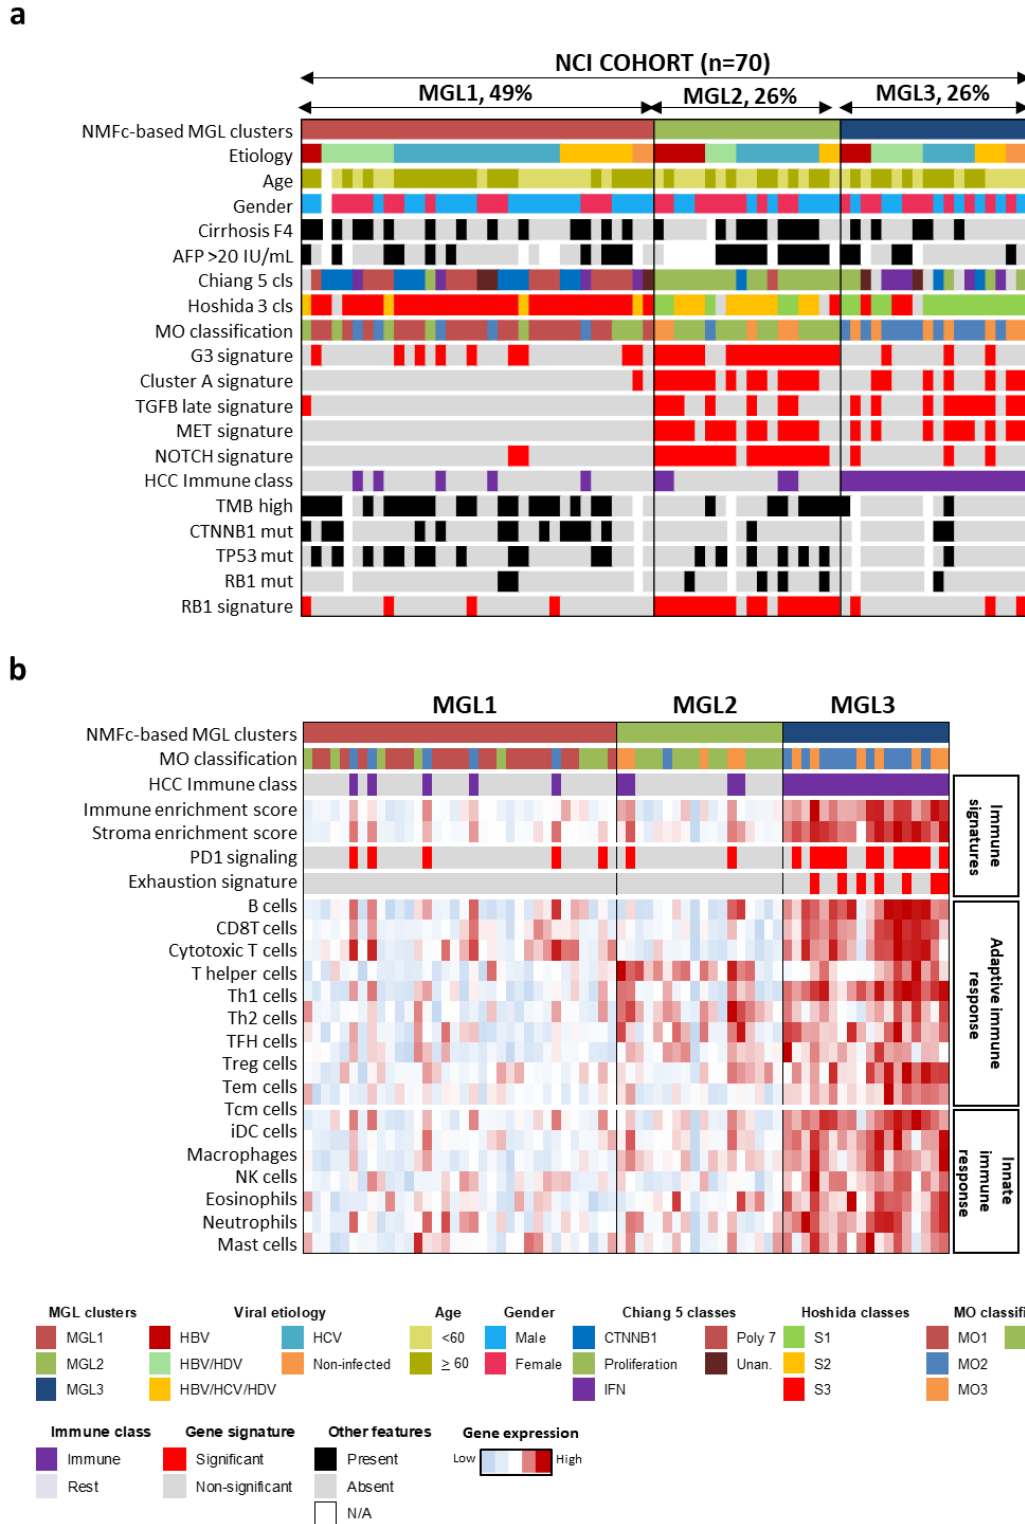 a
NCI COHORT (n=70)
MGL1, 49%
MGL2, 26%
MGL3, 26%
NMFc-based MGL clusters
Etiology
Age
Gender
Cirrhosis F4
AFP >20 IU/mL
Chiang 5 cls
Hoshida 3 cls
MO classification
G3 signature
Cluster A signature
TGFB late signature
MET signature
NOTCH signature
HCC Immune class
TMB high
CTNNB1 mut
TP53 mut
RB1 mut
RB1 signature
b
MGL1
MGL2
MGL3
NMFc-based MGL clusters
MO classification
HCC Immune class
Immune enrichment score
Stroma enrichment score
PD1 signaling
Exhaustion signature
B cells
CD8T cells
Cytotoxic T cells
T helper cells
Th1 cells
Th2 cells
TFH cells
Treg cells
Tem cells
Tcm cells
iDC cells
Macrophages
NK cells
Eosinophils
Neutrophils
Mast cells
Immune
signatures
Adaptive immune
response
Innate
immune
response
MGL clusters
MGL1
MGL2
MGL3
Viral etiology
HBV
HBV/HDV
HBV/HCV/HDV
HCV
Non-infected
Age
<60
≥ 60
Gender
Male
Female
Chiang 5 classes
CTNNB1
Proliferation
IFN
Poly 7
Unan.
Hoshida classes
S1
S2
S3
MO classifi
MO1
MO2
MO3
Immune class
Immune
Rest
Gene signature
Significant
Non-significant
Other features
Present
Absent
N/A
Gene expression
Low
High